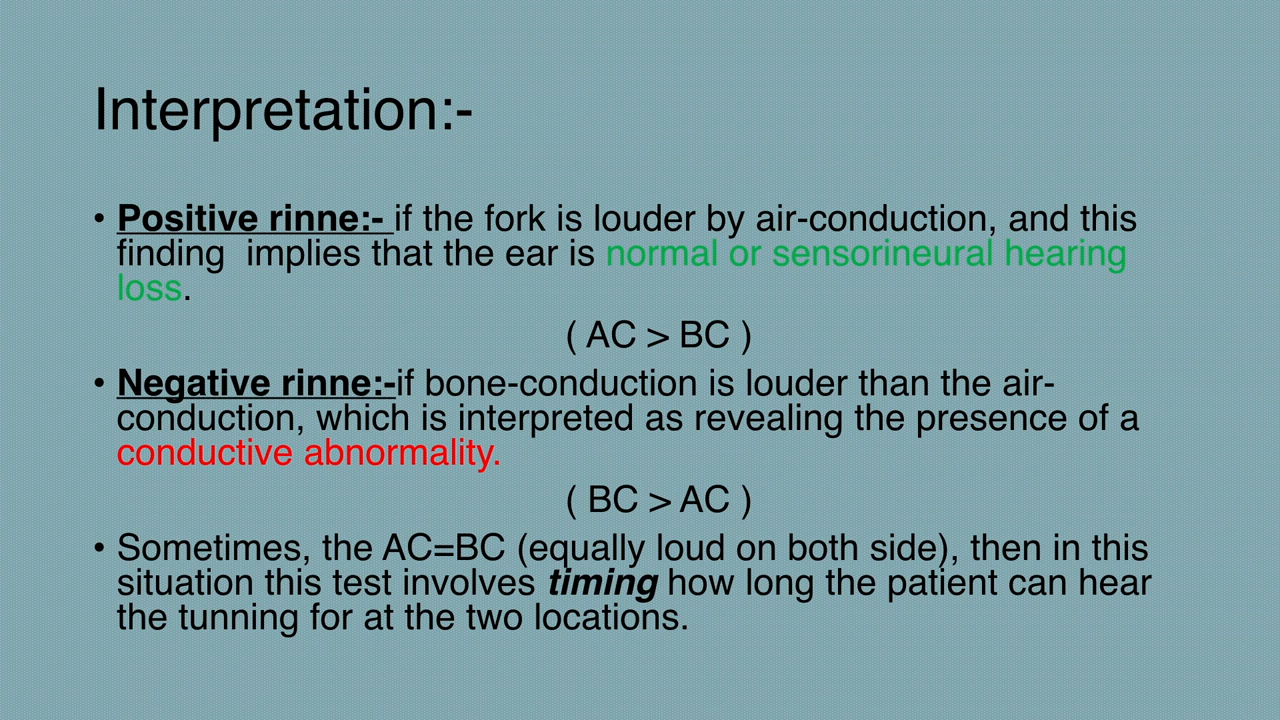 Interpretation:-
• Positive rinne:- if the fork is louder by air-conduction, and this
finding  implies that the ear is normal or sensorineural hearing
loss.
( AC > BC )
• Negative rinne:-if bone-conduction is louder than the air-
conduction, which is interpreted as revealing the presence of a
conductive abnormality.
( BC > AC )
• Sometimes, the AC=BC (equally loud on both side), then in this
situation this test involves timing how long the patient can hear
the tunning for at the two locations.